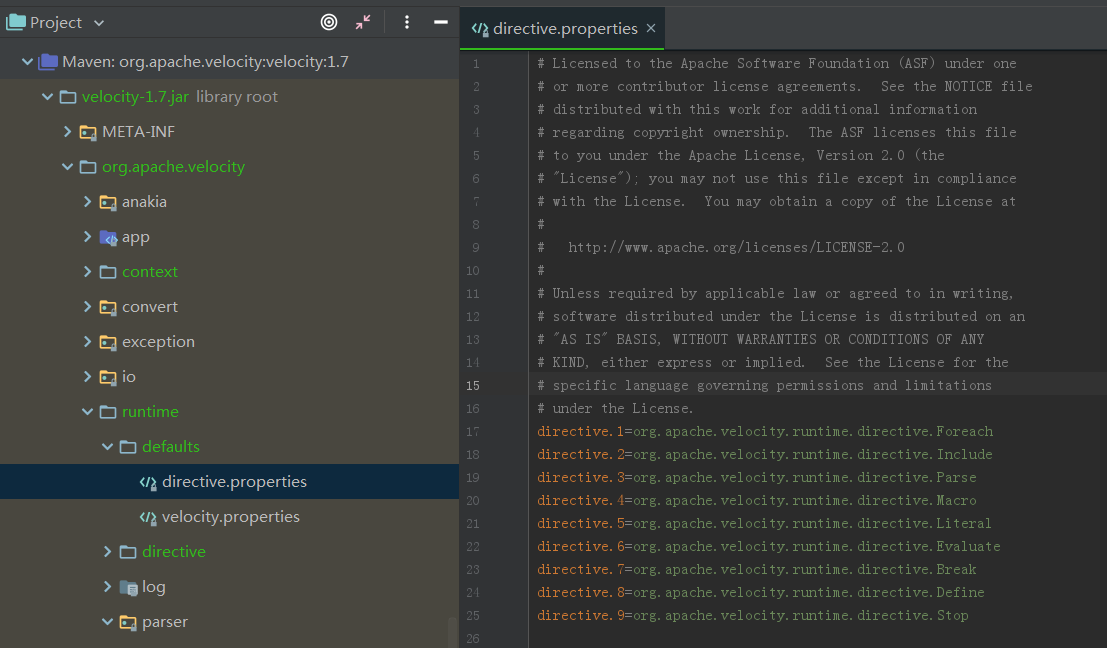 Project
Maven: org.apache.velocity:velocity:1.7
velocity-1.7.jar library root
META-INF
org.apache.velocity
anakia
app
context
convert
exception
io
runtime
defaults
directive.properties
velocity.properties
directive
log
parser
directive.properties
1 # Licensed to the Apache Software Foundation (ASF) under one
2 # or more contributor license agreements.  See the NOTICE file
3 # distributed with this work for additional information
4 # regarding copyright ownership.  The ASF licenses this file
5 # to you under the Apache License, Version 2.0 (the
6 # "License"); you may not use this file except in compliance
7 # with the License.  You may obtain a copy of the License at
8 #
9 #   http://www.apache.org/licenses/LICENSE-2.0
10 #
11 # Unless required by applicable law or agreed to in writing,
12 # software distributed under the License is distributed on an
13 # "AS IS" BASIS, WITHOUT WARRANTIES OR CONDITIONS OF ANY
14 # KIND, either express or implied.  See the License for the
15 # specific language governing permissions and limitations
16 # under the License.
17 directive.1=org.apache.velocity.runtime.directive.Foreach
18 directive.2=org.apache.velocity.runtime.directive.Include
19 directive.3=org.apache.velocity.runtime.directive.Parse
20 directive.4=org.apache.velocity.runtime.directive.Macro
21 directive.5=org.apache.velocity.runtime.directive.Literal
22 directive.6=org.apache.velocity.runtime.directive.Evaluate
23 directive.7=org.apache.velocity.runtime.directive.Break
24 directive.8=org.apache.velocity.runtime.directive.Define
25 directive.9=org.apache.velocity.runtime.directive.Stop
26